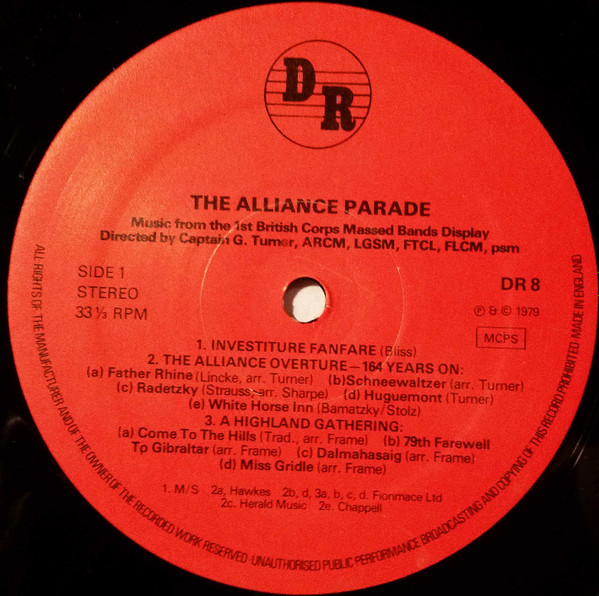 D R
THE ALLIANCE PARADE
Music from the 1st British Corps Massed Bands Display
Directed by Captain G. Turner, ARCM, LGSM, FTCL, FLCM, psm
SIDE 1
STEREO
33⅓ RPM
DR 8
℗ & © 1979
MCPS
1. INVESTITURE FANFARE (Bliss)
2. THE ALLIANCE OVERTURE — 164 YEARS ON:
(a) Father Rhine (Lincke, arr. Turner) (b) Schneewaltzer (arr. Turner)
(c) Radetzky (Strauss, arr. Sharpe) (d) Huguemont (Turner)
(e) White Horse Inn (Bamatzky/Stolz)
3. A HIGHLAND GATHERING:
(a) Come To The Hills (Trad., arr. Frame) (b) 79th Farewell
To Gibraltar (arr. Frame) (c) Dalmahasaig (arr. Frame)
(d) Miss Gridle (arr. Frame)
1. M/S 2a, Hawkes 2b, d, 3a, b, c, d. Fionmace Ltd
2c. Herald Music 2e. Chappell
ALL RIGHTS OF THE MANUFACTURER AND OF THE OWNER OF THE RECORDED WORK RESERVED · UNAUTHORISED PUBLIC PERFORMANCE BROADCASTING AND COPYING OF THIS RECORD PROHIBITED MADE IN ENGLAND